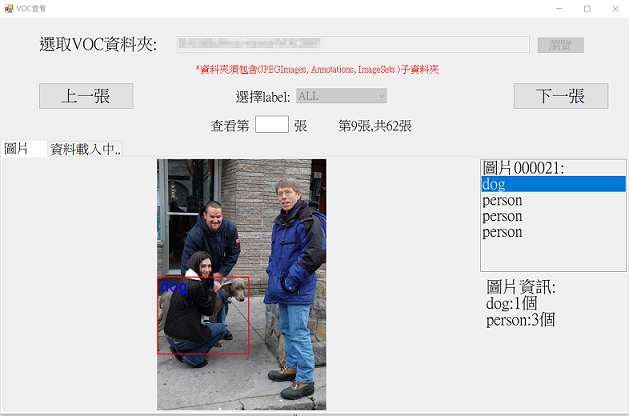 VOC查看
選取VOC資料夾:
瀏覽
*資料夾須包含(JPEGImages, Annotations, ImageSets )子資料夾
上一張
選擇label:
ALL
下一張
查看第
張
第9張,共62張
圖片
資料載入中..
圖片000021:
dog
person
person
person
dog
圖片資訊:
dog:1個
person:3個